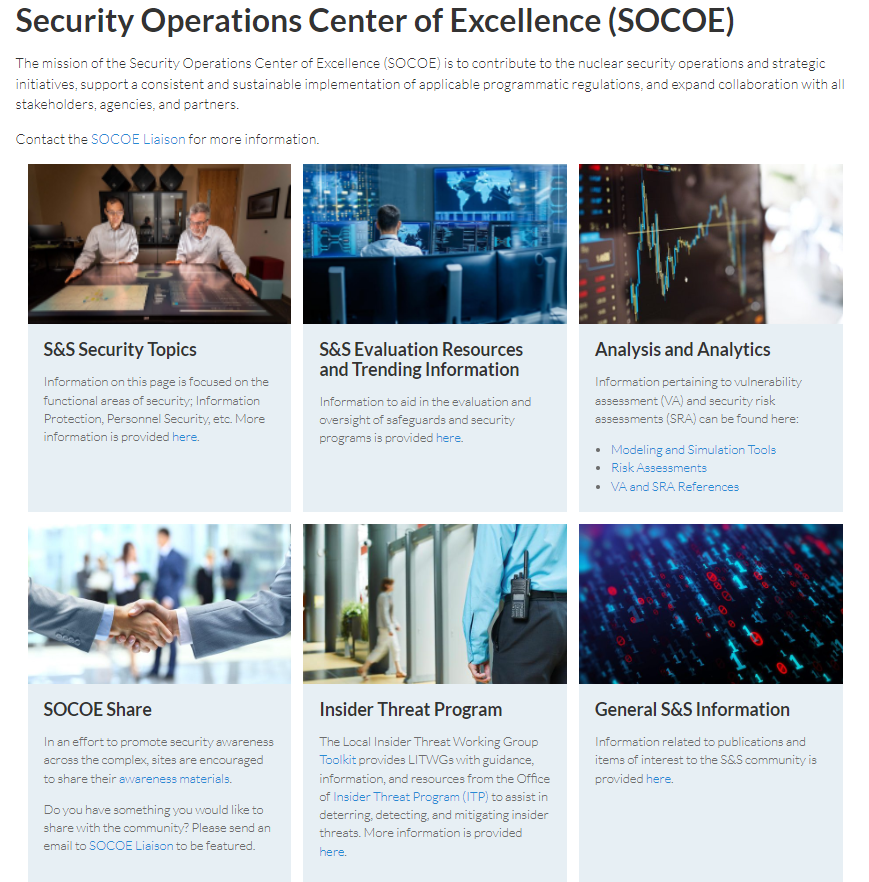 Security Operations Center of Excellence (SOCOE)
The mission of the Security Operations Center of Excellence (SOCOE) is to contribute to the nuclear security operations and strategic
initiatives, support a consistent and sustainable implementation of applicable programmatic regulations, and expand collaboration with all
stakeholders, agencies, and partners.
Contact the SOCOE Liaison for more information.
S&S Security Topics
Information on this page is focused on the
functional areas of security; Information
Protection, Personnel Security, etc. More
information is provided here.
S&S Evaluation Resources
and Trending Information
Information to aid in the evaluation and
oversight of safeguards and security
programs is provided here.
Analysis and Analytics
Information pertaining to vulnerability
assessment (VA) and security risk
assessments (SRA) can be found here:
• Modeling and Simulation Tools
• Risk Assessments
• VA and SRA References
SOCOE Share
In an effort to promote security awareness
across the complex, sites are encouraged
to share their awareness materials.
Do you have something you would like to
share with the community? Please send an
email to SOCOE Liaison to be featured.
Insider Threat Program
The Local Insider Threat Working Group
Toolkit provides LITWGs with guidance,
information, and resources from the Office
of Insider Threat Program (ITP) to assist in
deterring, detecting, and mitigating insider
threats. More information is provided
here.
General S&S Information
Information related to publications and
items of interest to the S&S community is
provided here.